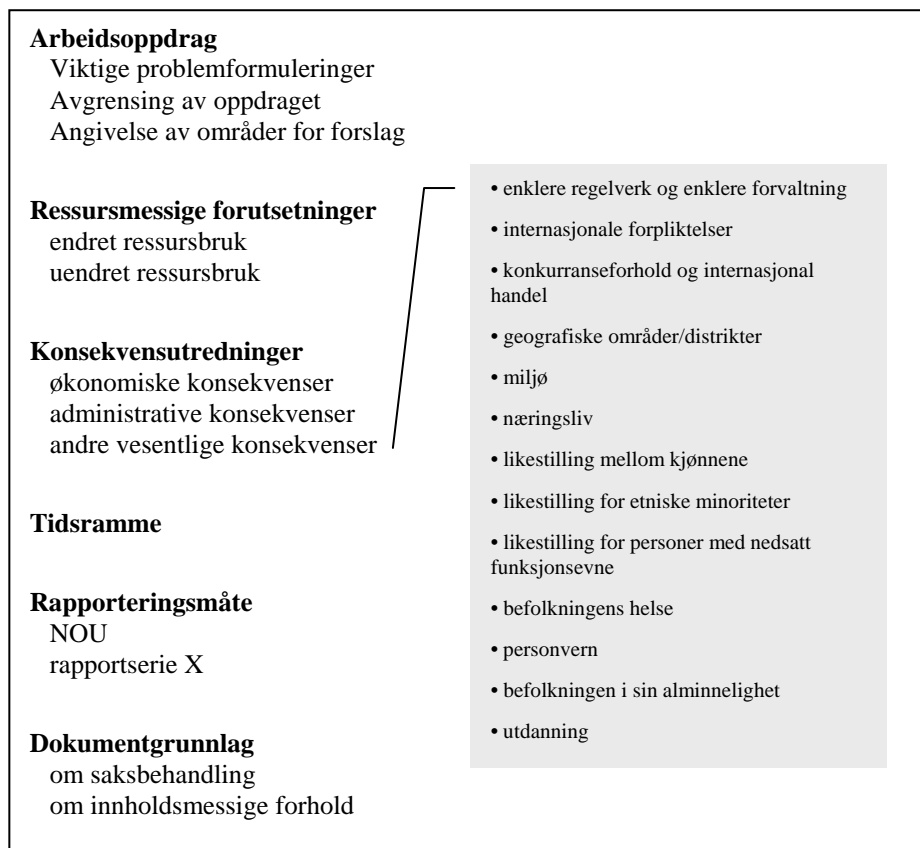 Arbeidsoppdrag
Viktige problemformuleringer
Avgrensing av oppdraget
Angivelse av områder for forslag
Ressursmessige forutsetninger
endret ressursbruk
uendret ressursbruk
Konsekvensutredninger
økonomiske konsekvenser
administrative konsekvenser
andre vesentlige konsekvenser
• enklere regelverk og enklere forvaltning
• internasjonale forpliktelser
• konkurranseforhold og internasjonal
handel
• geografiske områder/distrikter
• miljø
• næringsliv
• likestilling mellom kjønnene
• likestilling for etniske minoriteter
• likestilling for personer med nedsatt
funksjonsevne
• befolkningens helse
• personvern
• befolkningen i sin alminnelighet
• utdanning
Tidsramme
Rapporteringsmåte
NOU
rapportserie X
Dokumentgrunnlag
om saksbehandling
om innholdsmessige forhold